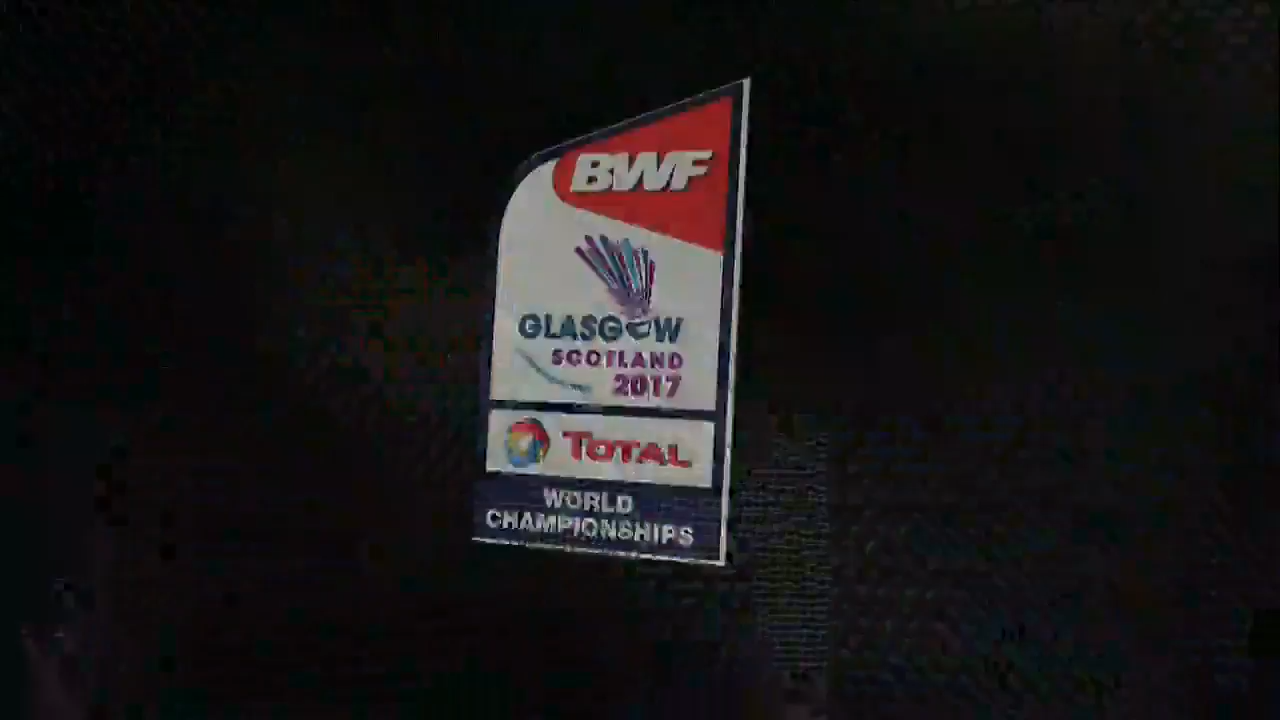 BWF
GLASGOW
SCOTLAND
2017
TOTAL
WORLD
CHAMPIONSHIPS